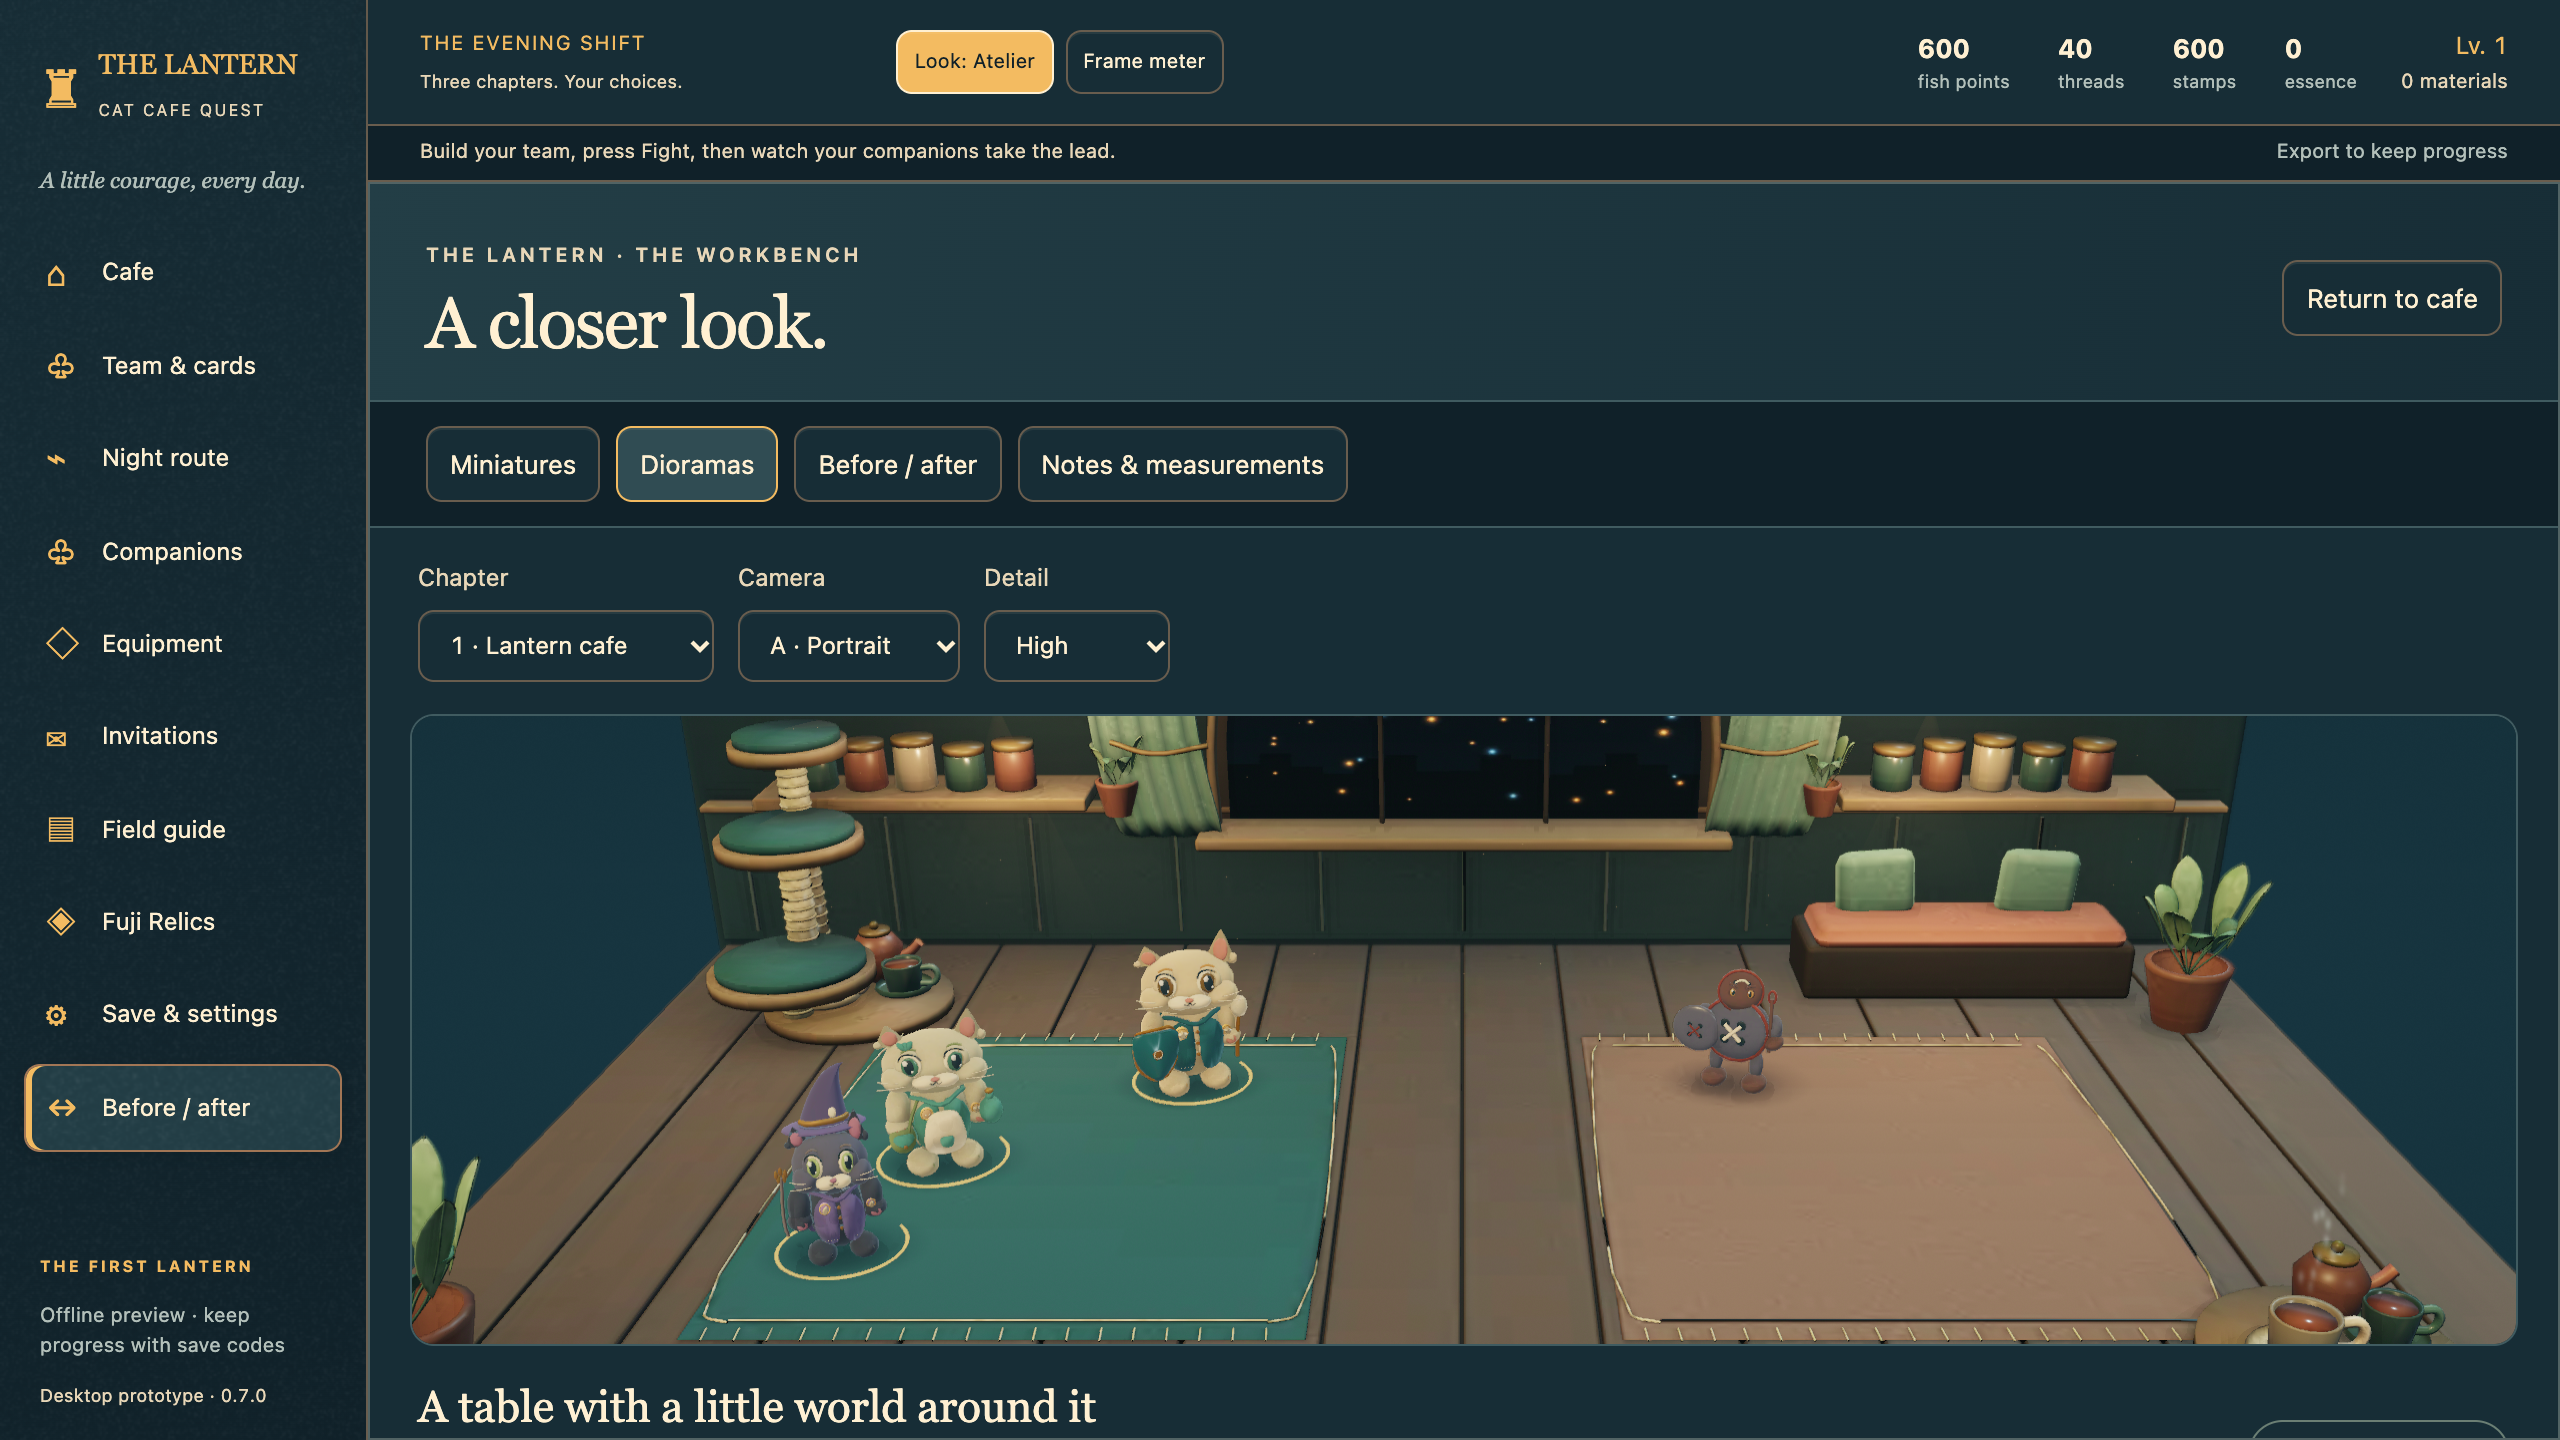 THE LANTERN
CAT CAFE QUEST
A little courage, every day.
Cafe
Team & cards
Night route
Companions
Equipment
Invitations
Field guide
Fuji Relics
Save & settings
Before / after
THE FIRST LANTERN
Offline preview · keep
progress with save codes
Desktop prototype · 0.7.0
THE EVENING SHIFT
Three chapters. Your choices.
Look: Atelier
Frame meter
600
fish points
40
threads
600
stamps
0
essence
Lv. 1
0 materials
Build your team, press Fight, then watch your companions take the lead.
Export to keep progress
THE LANTERN · THE WORKBENCH
A closer look.
Return to cafe
Miniatures
Dioramas
Before / after
Notes & measurements
Chapter
Camera
Detail
1 · Lantern cafe
A · Portrait
High
A table with a little world around it